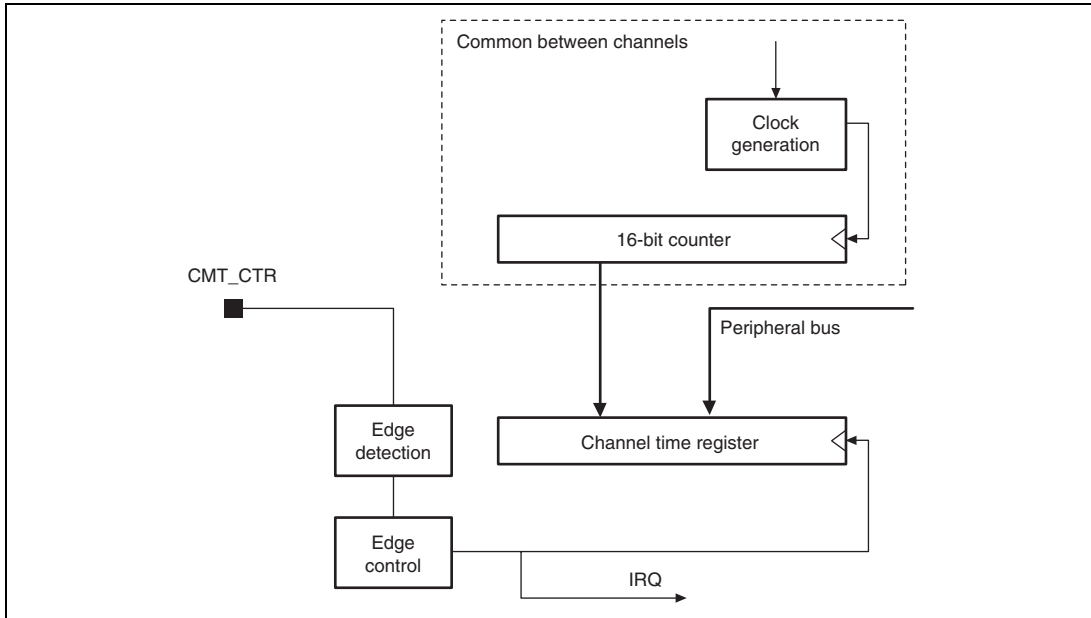 Common between channels
Clock
generation
16-bit counter
CMT_CTR
Peripheral bus
Edge
detection
Channel time register
Edge
control
IRQ